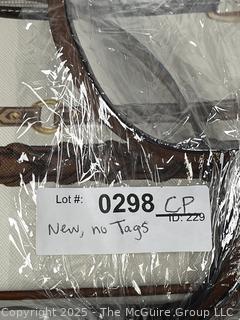 Lot #: 0298 CP
ID: 229
New, no Tags
Copyright 2025 - The McGuire Group LLC